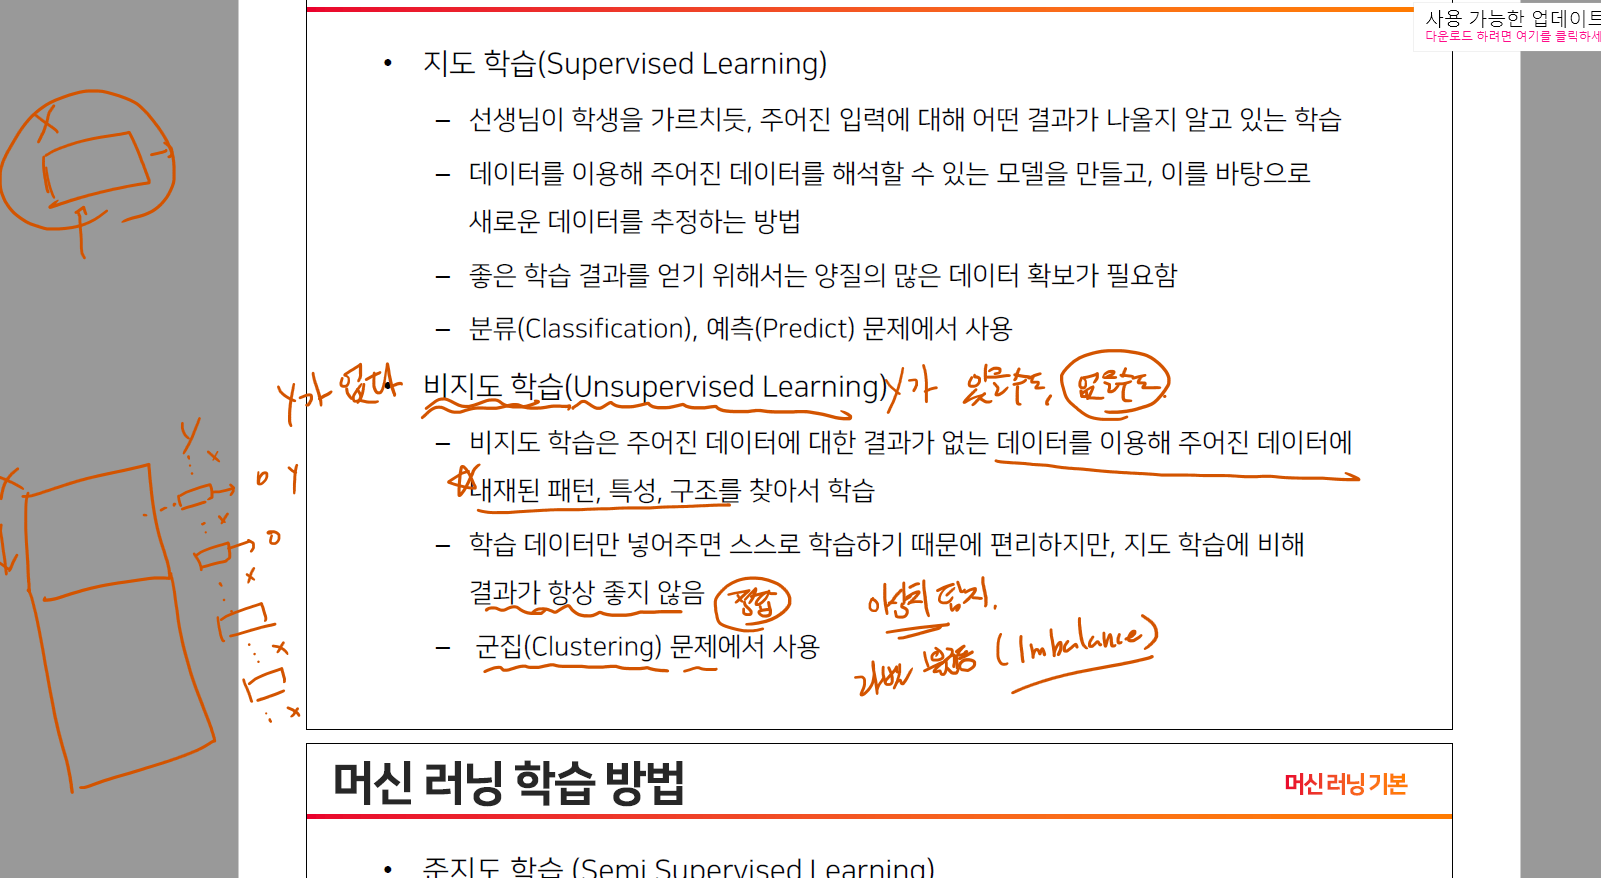 사용 가능한 업데이트
다운로드 하려면 여기를 클릭하세
• 지도 학습(Supervised Learning)
– 선생님이 학생을 가르치듯, 주어진 입력에 대해 어떤 결과가 나올지 알고 있는 학습
– 데이터를 이용해 주어진 데이터를 해석할 수 있는 모델을 만들고, 이를 바탕으로
새로운 데이터를 추정하는 방법
– 좋은 학습 결과를 얻기 위해서는 양질의 많은 데이터 확보가 필요함
– 분류(Classification), 예측(Predict) 문제에서 사용
X
Y가 없다
• 비지도 학습(Unsupervised Learning)
Y가 있을수도, 없을수도.
– 비지도 학습은 주어진 데이터에 대한 결과가 없는 데이터를 이용해 주어진 데이터에
내재된 패턴, 특성, 구조를 찾아서 학습
X
Y
x
o Y
x
o
x
x
x
– 학습 데이터만 넣어주면 스스로 학습하기 때문에 편리하지만, 지도 학습에 비해
결과가 항상 좋지 않음
정답
이상치 탐지.
– 군집(Clustering) 문제에서 사용
라벨 불균등 (Imbalance)
머신 러닝 학습 방법
머신 러닝 기본
• 준지도 학습 (Semi Supervised Learning)